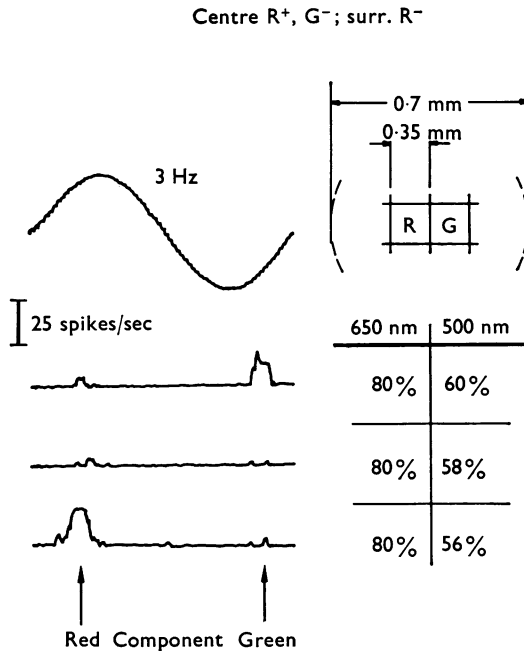 Centre R⁺, G⁻; surr. R⁻
0·7 mm
0·35 mm
3 Hz
R G
25 spikes/sec
650 nm 500 nm
80% 60%
80% 58%
80% 56%
Red Component Green